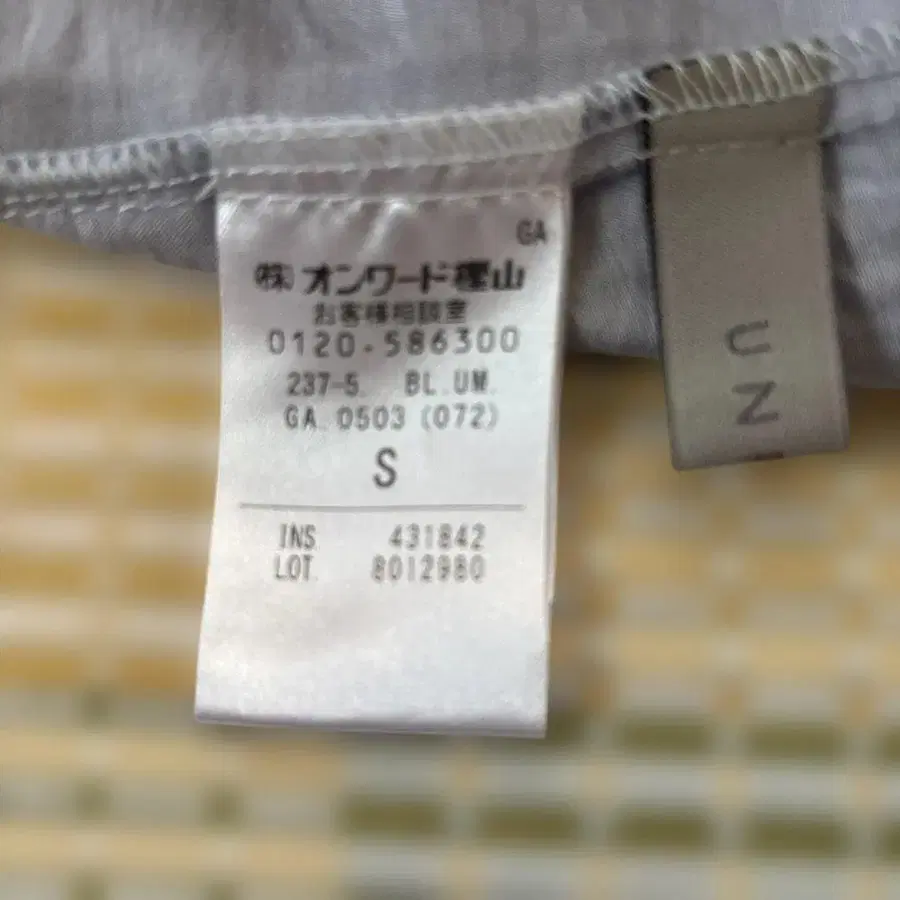 GA
㈱オンワード樫山
お客様相談室
0120-586300
237-5. BL.UM.
GA. 0503 (072)
S
INS. 431842
LOT. 8012980
UN